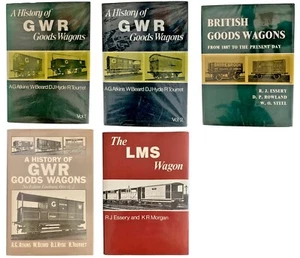 A History of
GWR
Goods Wagons
A.G.Atkins, W.Beard D.J.Hyde R.Tourret
Vol 1
A History of
GWR
Goods Wagons
A.G.Atkins, W.Beard D.J.Hyde R.Tourret
Vol 2
BRITISH
GOODS WAGONS
FROM 1887 TO THE PRESENT DAY
R. J. ESSERY
D. P. ROWLAND
W. O. STEEL
A HISTORY OF
GWR
GOODS WAGONS
A.G. ATKINS W. BEARD D.J. HYDE R. TOURRET
The
LMS
Wagon
R.J Essery and K R Morgan